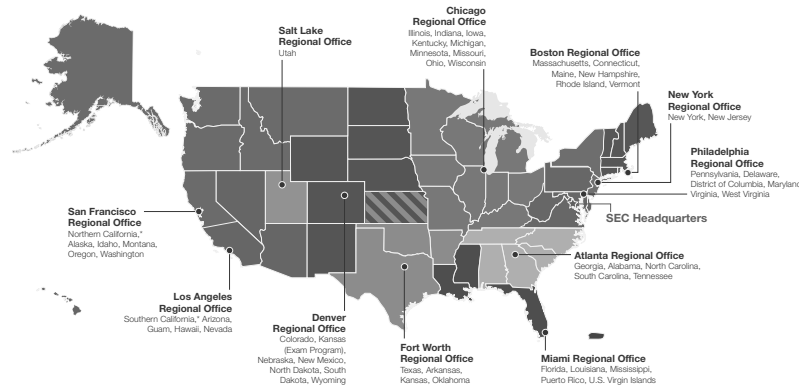 Chicago
Regional Office
Illinois, Indiana, Iowa,
Kentucky, Michigan,
Minnesota, Missouri,
Ohio, Wisconsin
Salt Lake
Regional Office
Utah
Boston Regional Office
Massachusetts, Connecticut,
Maine, New Hampshire,
Rhode Island, Vermont
New York
Regional Office
New York, New Jersey
Philadelphia
Regional Office
Pennsylvania, Delaware,
District of Columbia, Maryland,
Virginia, West Virginia
SEC Headquarters
San Francisco
Regional Office
Northern California,*
Alaska, Idaho, Montana,
Oregon, Washington
Atlanta Regional Office
Georgia, Alabama, North Carolina,
South Carolina, Tennessee
Los Angeles
Regional Office
Southern California,* Arizona,
Guam, Hawaii, Nevada
Denver
Regional Office
Colorado, Kansas
(Exam Program),
Nebraska, New Mexico,
North Dakota, South
Dakota, Wyoming
Fort Worth
Regional Office
Texas, Arkansas,
Kansas, Oklahoma
Miami Regional Office
Florida, Louisiana, Mississippi,
Puerto Rico, U.S. Virgin Islands